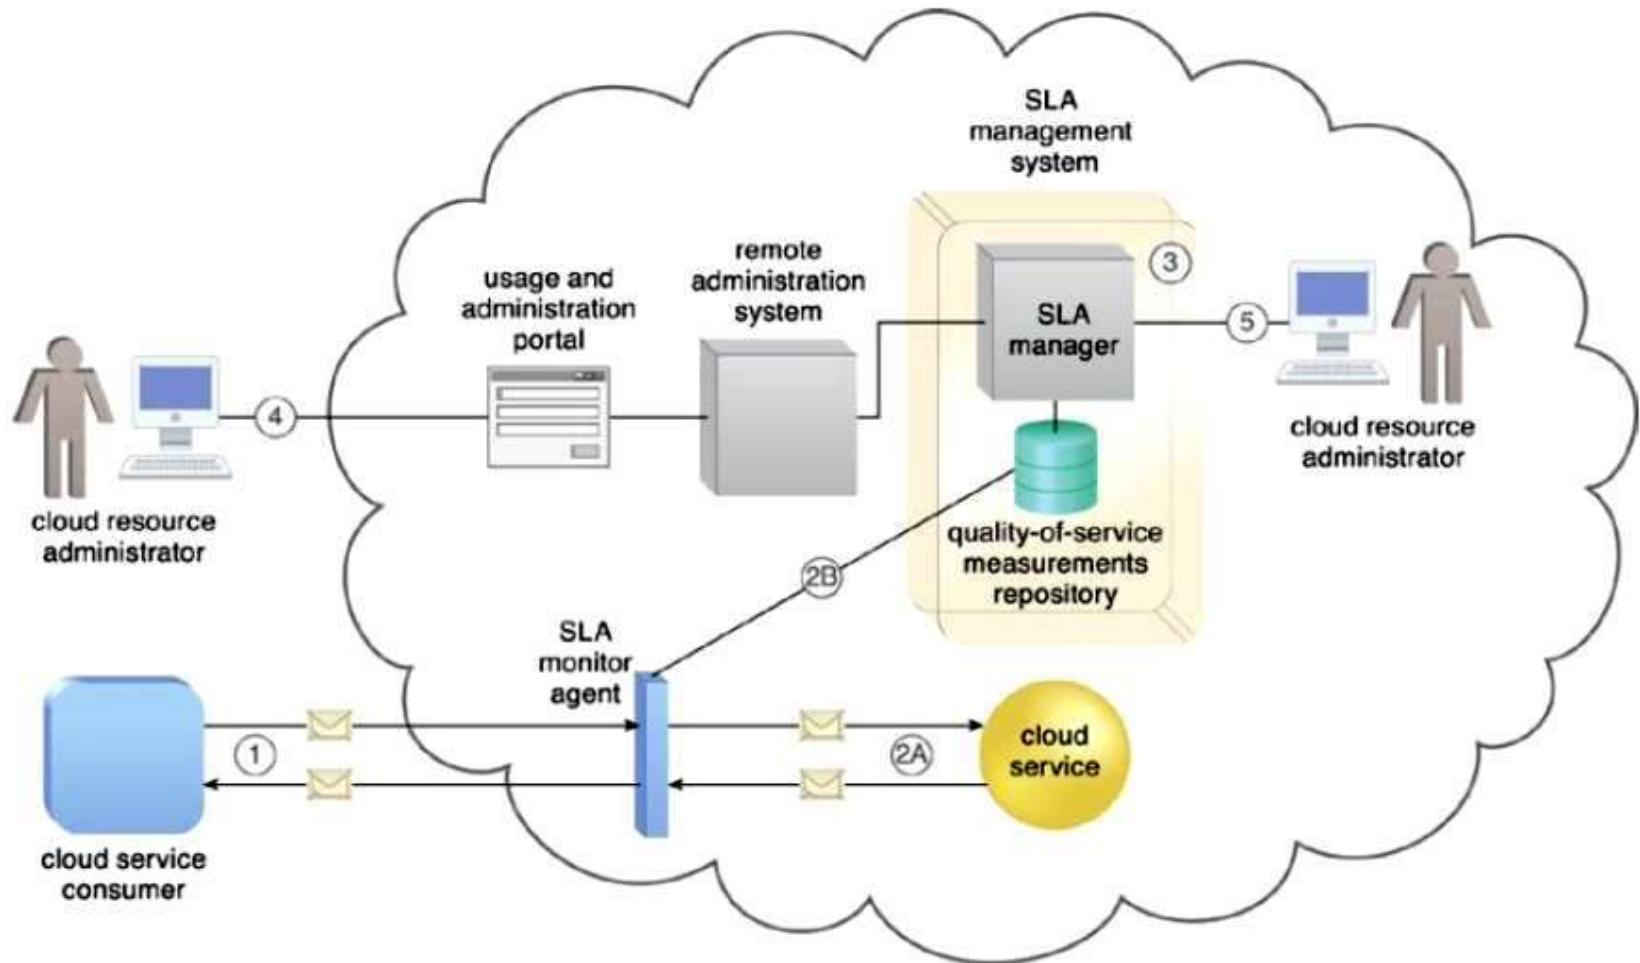 SLA
management
system
remote
administration
system
usage and
administration
portal
3
SLA
manager
5
4
cloud resource
administrator
cloud resource
administrator
quality-of-service
measurements
repository
2B
SLA
monitor
agent
1
2A
cloud
service
cloud service
consumer